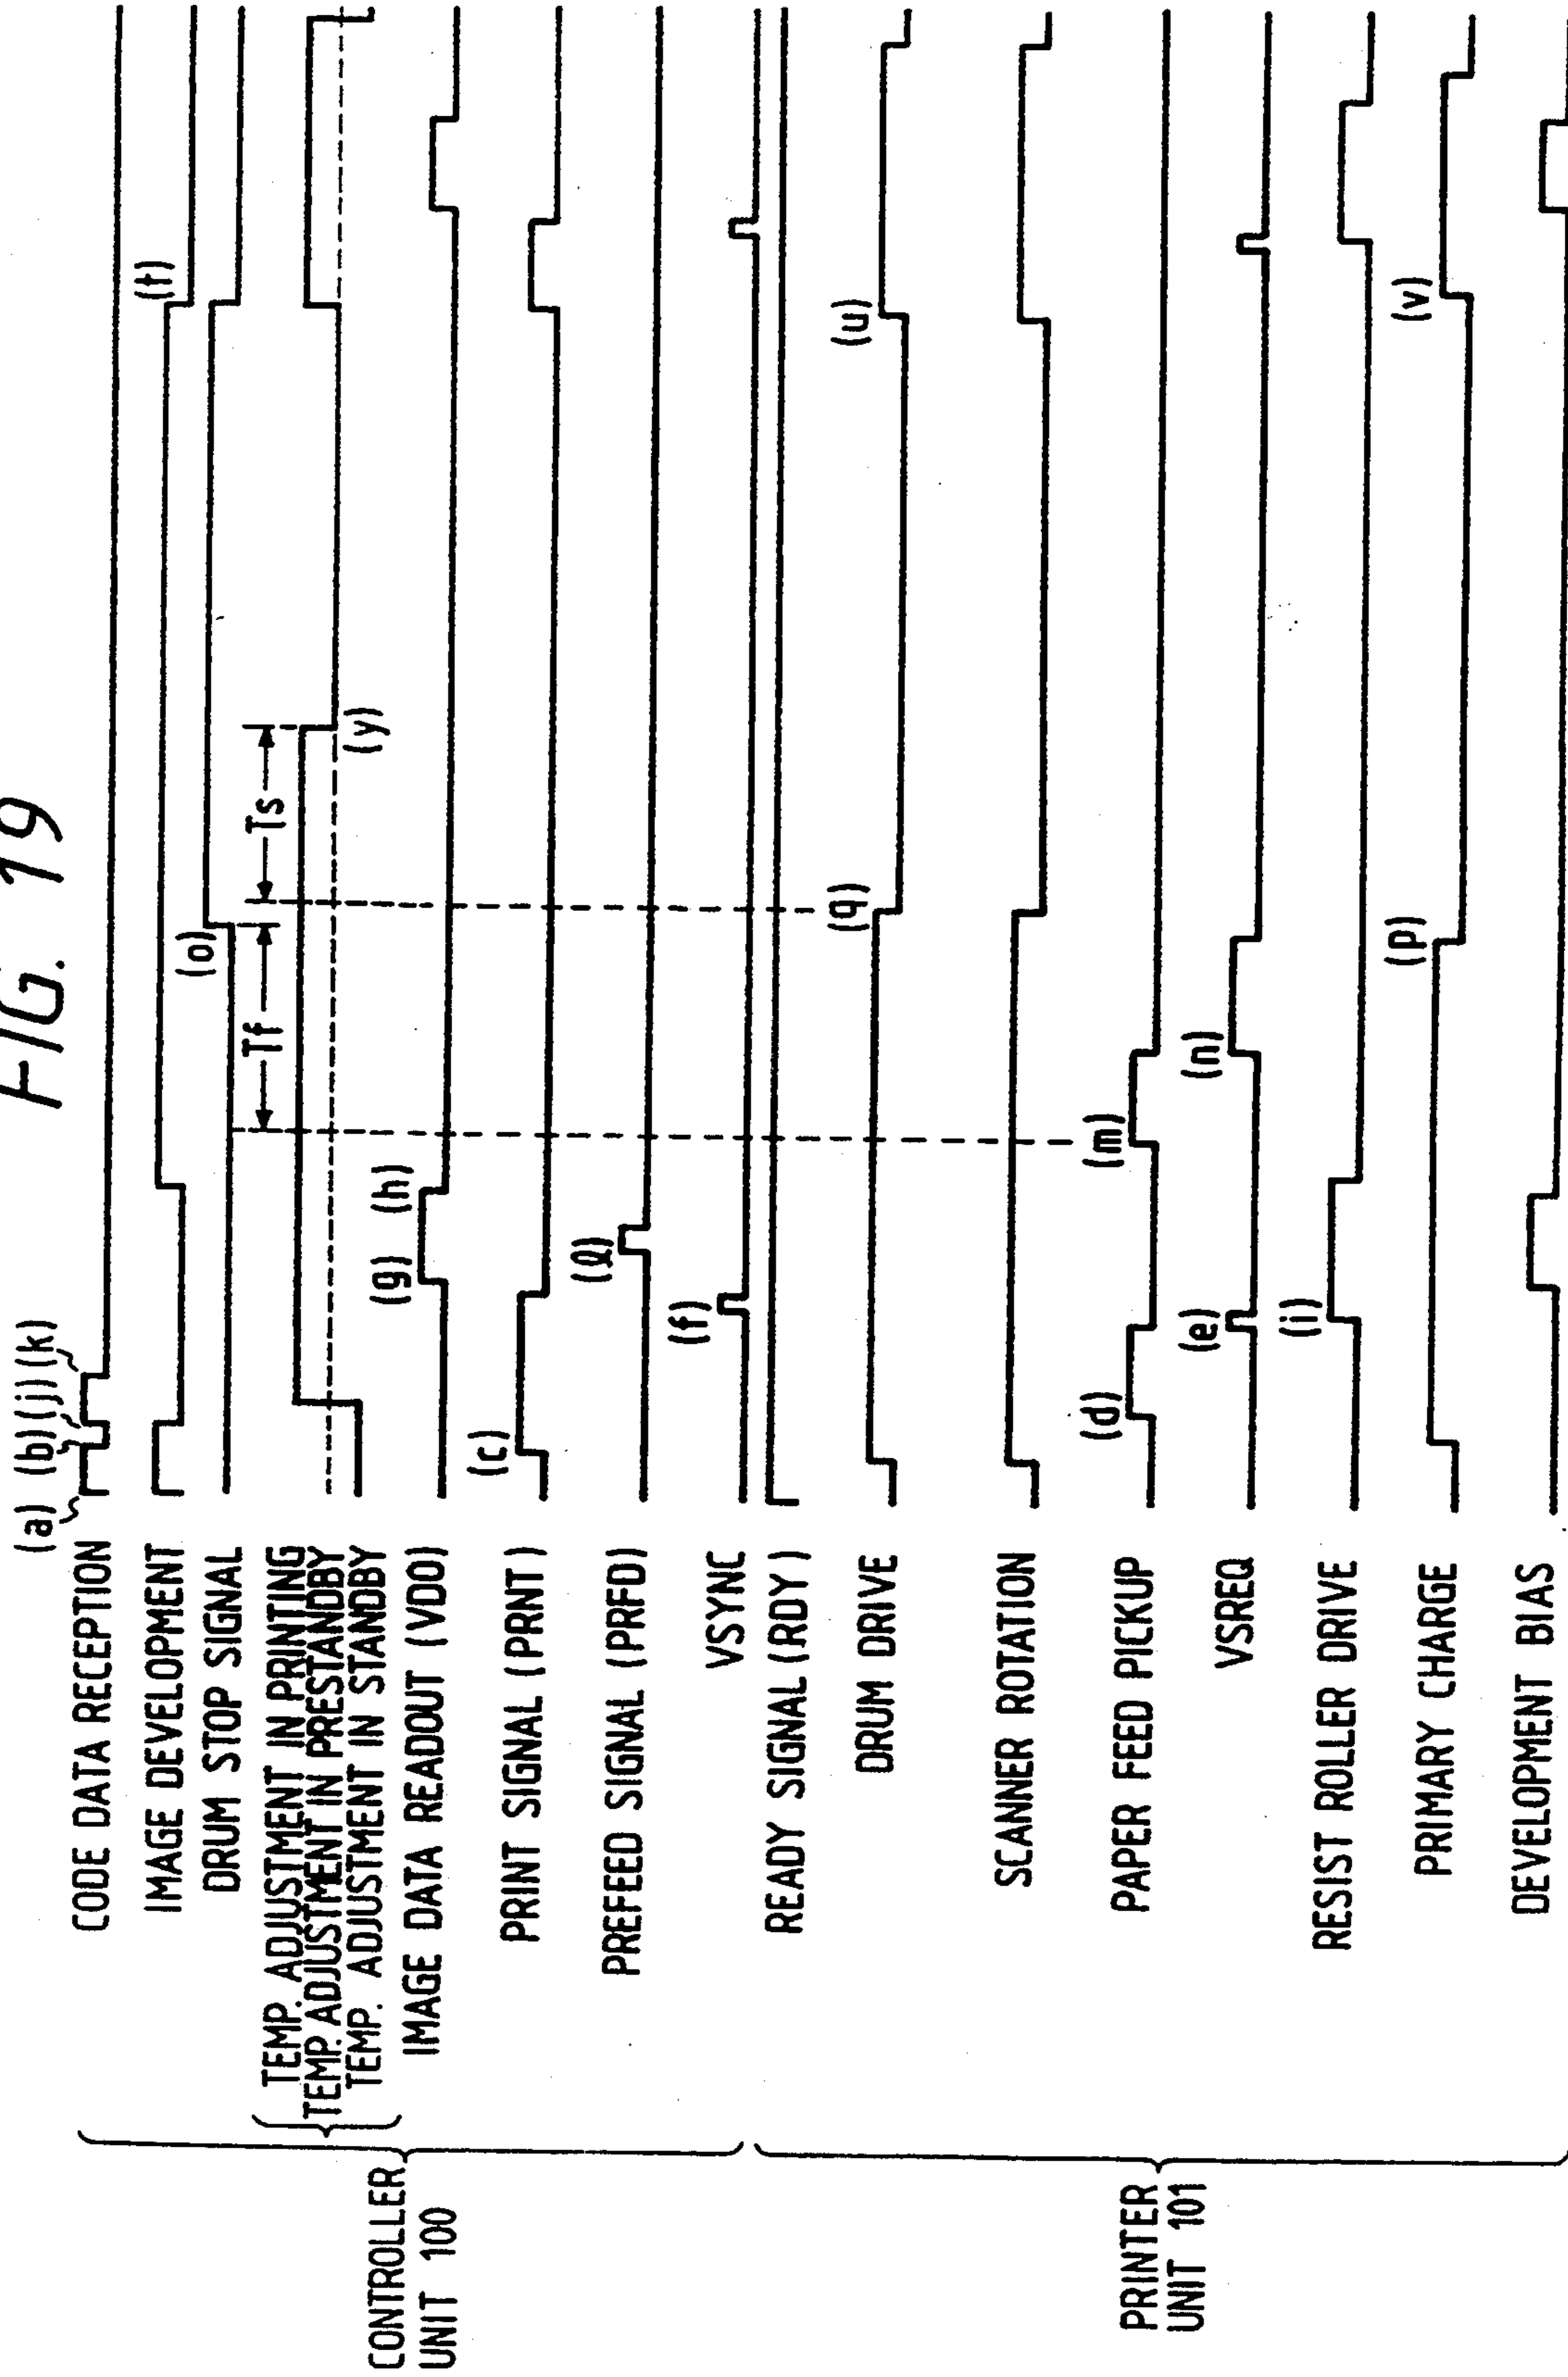 FIG. 19
(a) (b) (j) (k)
CODE DATA RECEPTION
IMAGE DEVELOPMENT
(t)
DRUM STOP SIGNAL
(o)
Tf
Ts
TEMP. ADJUSTMENT IN PRINTING
TEMP. ADJUSTMENT IN PRESTANDBY
TEMP. ADJUSTMENT IN STANDBY
(y)
IMAGE DATA READOUT (VDO)
(g) (h)
PRINT SIGNAL (PRNT)
(c)
PREFEED SIGNAL (PRFD)
(ℓ)
VSYNC
(f)
CONTROLLER
UNIT 100
READY SIGNAL (RDY)
DRUM DRIVE
(q)
(u)
SCANNER ROTATION
PAPER FEED PICKUP
(d)
(m)
VSREQ
(e)
(n)
RESIST ROLLER DRIVE
(i)
PRIMARY CHARGE
(p)
(v)
DEVELOPMENT BIAS
PRINTER
UNIT 101